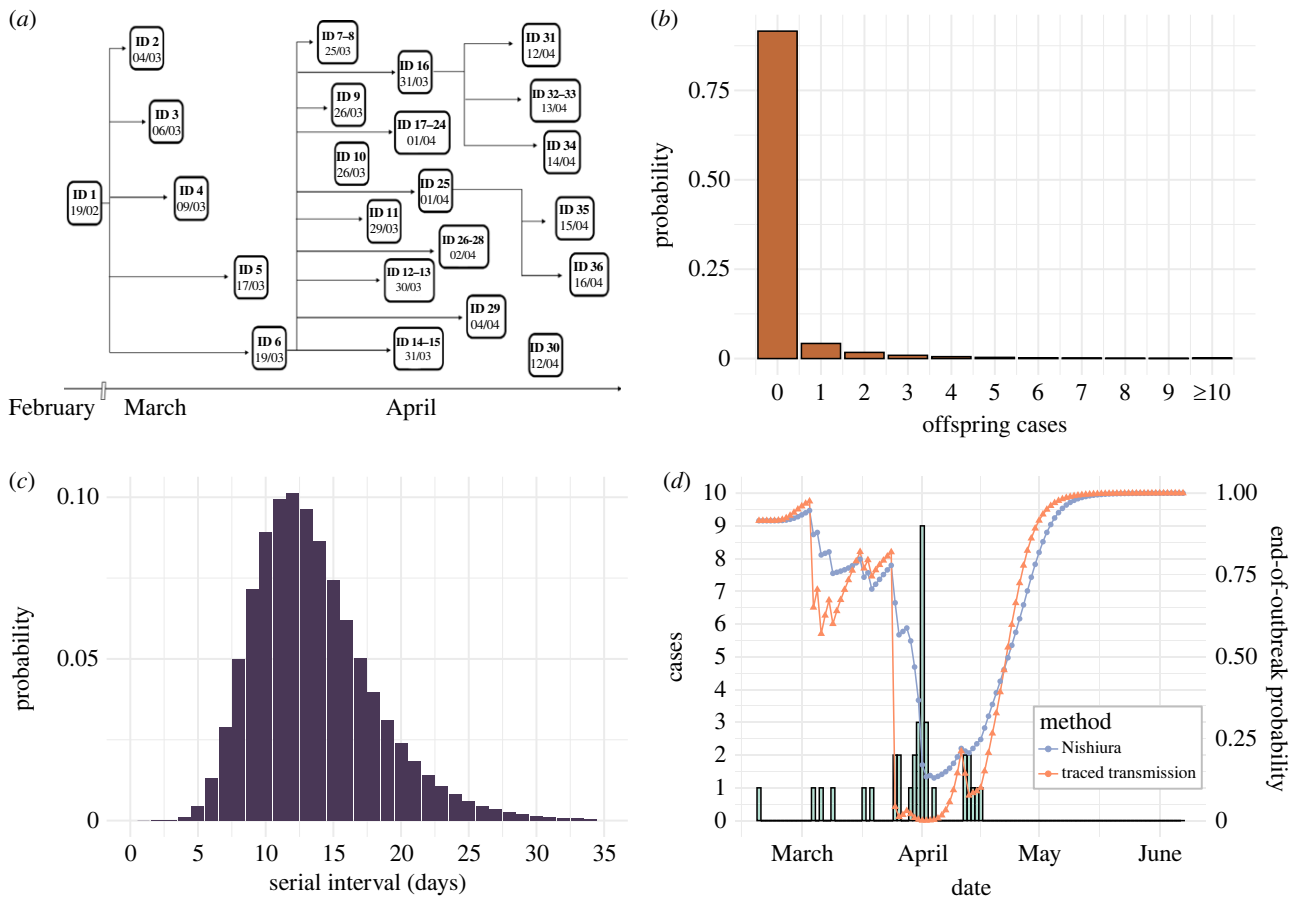 (a)
ID 2
04/03
ID 3
06/03
ID 1
19/02
ID 4
09/03
ID 5
17/03
ID 6
19/03
ID 7–8
25/03
ID 16
31/03
ID 9
26/03
ID 17–24
01/04
ID 10
26/03
ID 25
01/04
ID 11
29/03
ID 26-28
02/04
ID 12–13
30/03
ID 29
04/04
ID 14–15
31/03
ID 31
12/04
ID 32–33
13/04
ID 34
14/04
ID 35
15/04
ID 36
16/04
ID 30
12/04
February March April
(b)
probability
0.75
0.50
0.25
0
0 1 2 3 4 5 6 7 8 9 ≥10
offspring cases
(c)
probability
0.10
0.05
0
0 5 10 15 20 25 30 35
serial interval (days)
(d)
cases
10
9
8
7
6
5
4
3
2
1
0
1.00
0.75
0.50
0.25
0
end-of-outbreak probability
method
Nishiura
traced transmission
March April May June
date